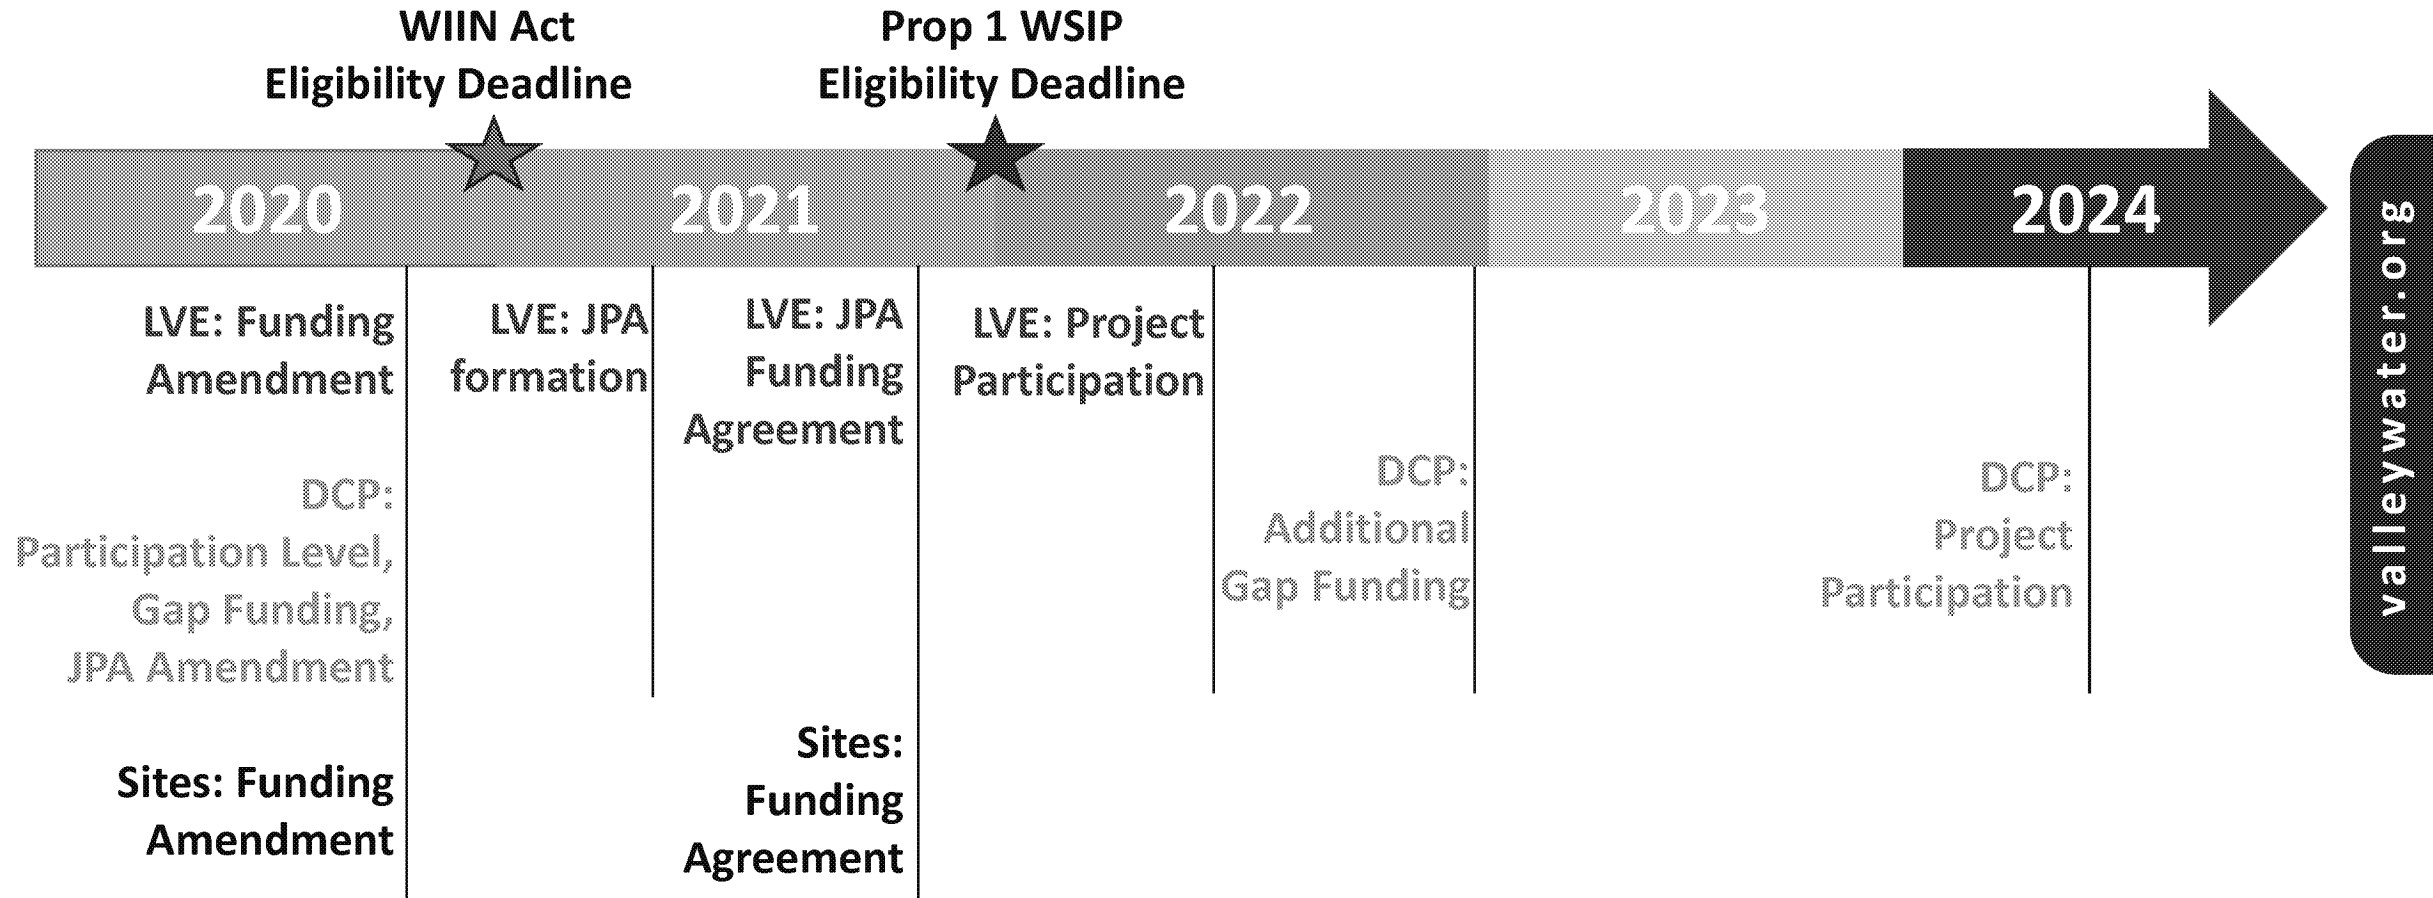 WIIN Act
Eligibility Deadline
Prop 1 WSIP
Eligibility Deadline
2020
2021
2022
2023
2024
LVE: Funding
Amendment
LVE: JPA
formation
LVE: JPA
Funding
Agreement
LVE: Project
Participation
DCP:
Participation Level,
Gap Funding,
JPA Amendment
DCP:
Additional
Gap Funding
DCP:
Project
Participation
Sites: Funding
Amendment
Sites:
Funding
Agreement
valleywater.org